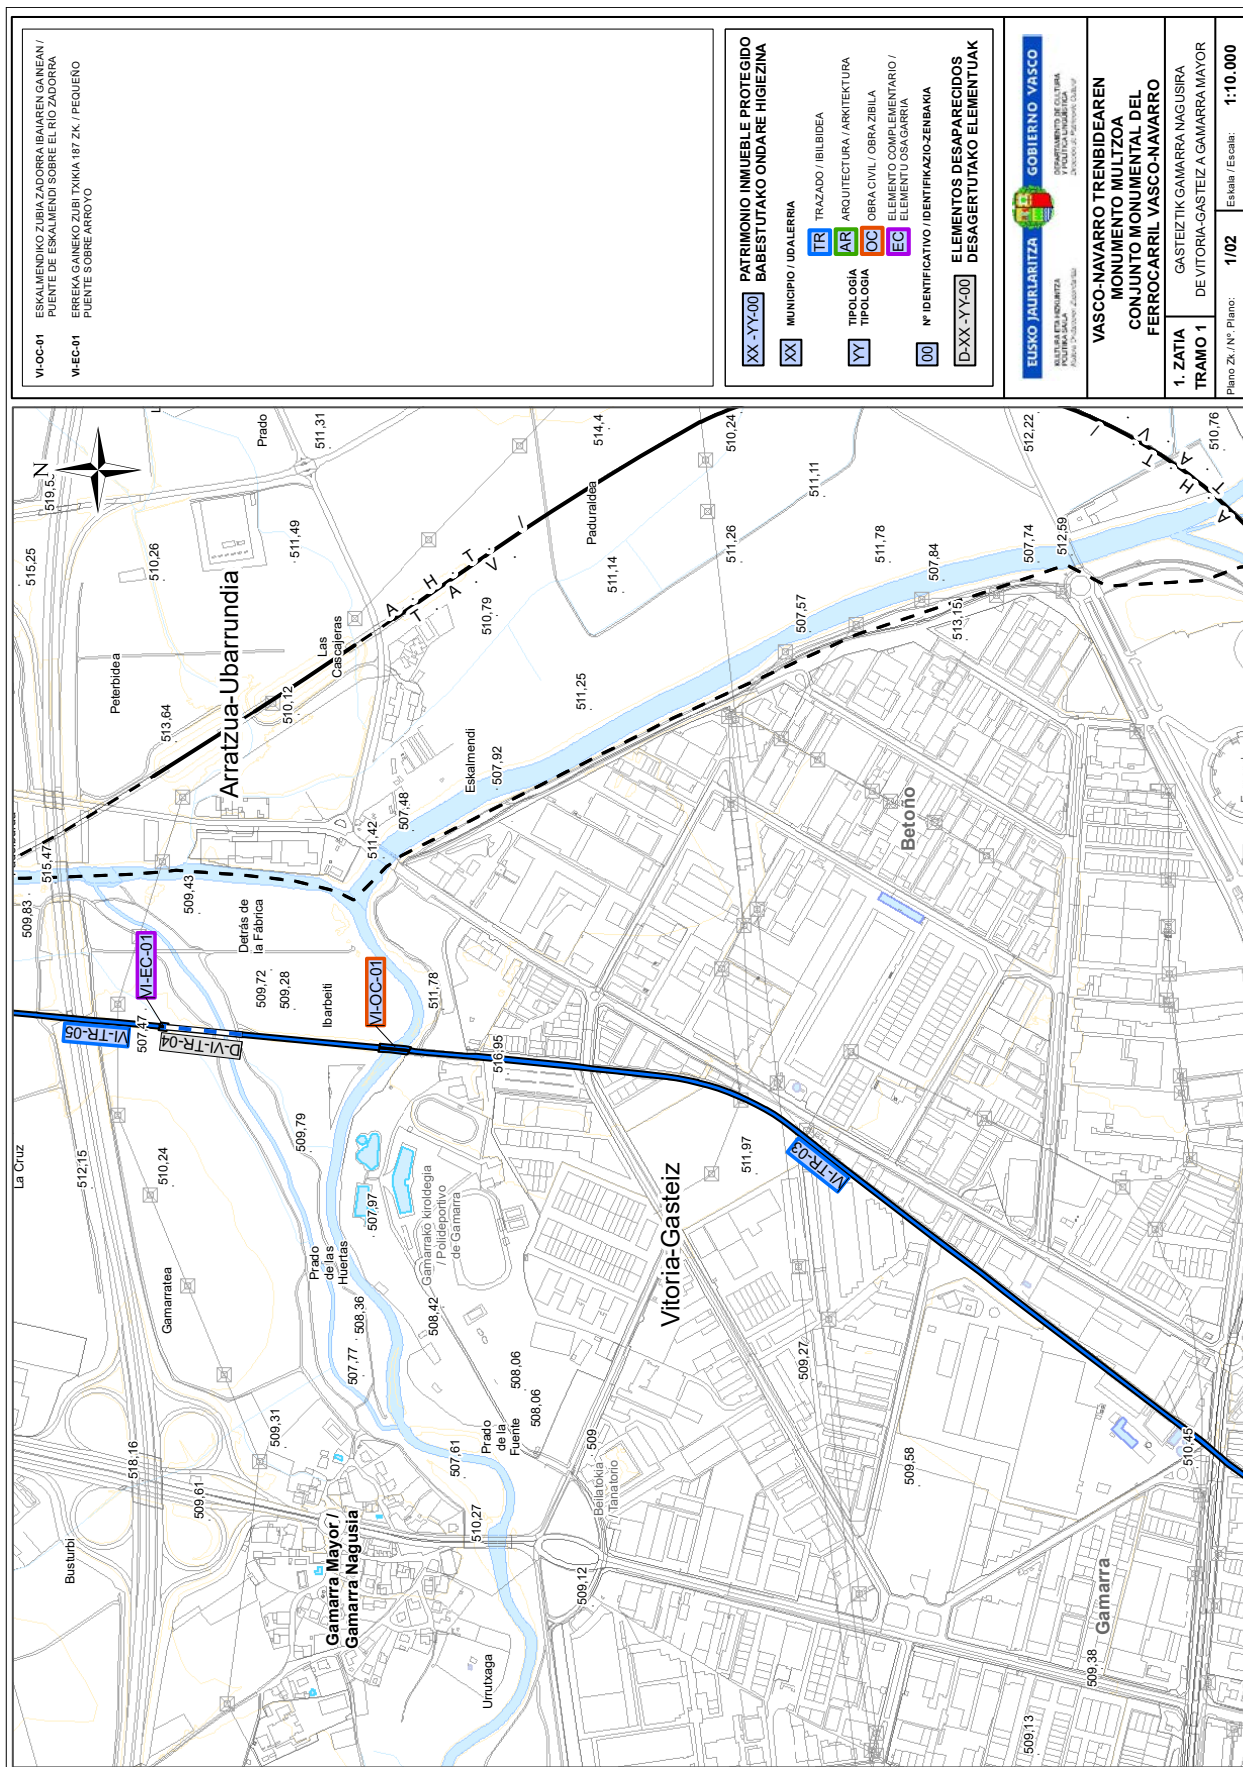 VI-OC-01 ESKALMENDIKO ZUBIA ZADORRA IBAIAREN GAINEAN /
PUENTE DE ESKALMENDI SOBRE EL RÍO ZADORRA
VI-EC-01 ERREKA GAINEKO ZUBI TXIKIA 187 ZK. / PEQUEÑO
PUENTE SOBRE ARROYO
XX -YY-00 PATRIMONIO INMUEBLE PROTEGIDO
BABESTUTAKO ONDARE HIGIEZINA
XX MUNICIPIO / UDALERRIA
YY TIPOLOGÍA
TIPOLOGIA
TR TRAZADO / IBILBIDEA
AR ARQUITECTURA / ARKITEKTURA
OC OBRA CIVIL / OBRA ZIBILA
EC ELEMENTO COMPLEMENTARIO /
ELEMENTU OSAGARRIA
00 Nº IDENTIFICATIVO / IDENTIFIKAZIO-ZENBAKIA
D-XX -YY-00 ELEMENTOS DESAPARECIDOS
DESAGERTUTAKO ELEMENTUAK
EUSKO JAURLARITZA GOBIERNO VASCO
KULTURA ETA HIZKUNTZA
POLITIKA SAILA
DEPARTAMENTO DE CULTURA
Y POLÍTICA LINGÜÍSTICA
VASCO-NAVARRO TRENBIDEAREN
MONUMENTO MULTZOA
CONJUNTO MONUMENTAL DEL
FERROCARRIL VASCO-NAVARRO
1. ZATIA
TRAMO 1
GASTEIZTIK GAMARRA NAGUSIRA
DE VITORIA-GASTEIZ A GAMARRA MAYOR
Plano Zk./ Nº. Plano: 1/02 Eskala / Escala: 1:10.000
N
519,5
515,25
Prado
511,31
510,26
511,49
514,4
510,24
512,22
510,76
Peterbidea
Arratzua-Ubarrundia
Las
Cascajeras
A.H.T.
T.A.V.
510,79
Paduraldea
511,14
511,26
511,11
511,78
507,84
507,74
512,59
A.H.T.
T.A.V.
513,64
510,12
511,25
507,57
513,15
Eskalmendi
507,92
507,48
511,42
515,47
509,83
509,43
Detrás de
la Fábrica
Betoño
VI-EC-01
509,72
509,28
Ibarbeiti
VI-OC-01
511,78
VI-TR-05
507,47
D-VI-TR-04
516,95
La Cruz
512,15
510,24
509,79
507,97
Gamarrako kiroldegia
/ Polideportivo
de Gamarra
Vitoria-Gasteiz
511,97
VI-TR-03
Gamarratea
Prado
de las
Huertas
507,77
508,36
508,42
508,06
508,06
509,27
518,16
509,31
509,61
507,61
Prado
de la
Fuente
509
Beilatokia
Tanatorio
509,58
510,45
Busturbi
Gamarra Mayor /
Gamarra Nagusia
510,27
509,12
Urrutxaga
Gamarra
509,38
509,13